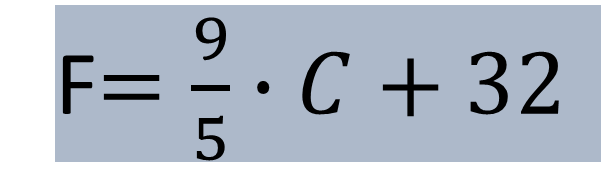 F= 9/5 · C + 32